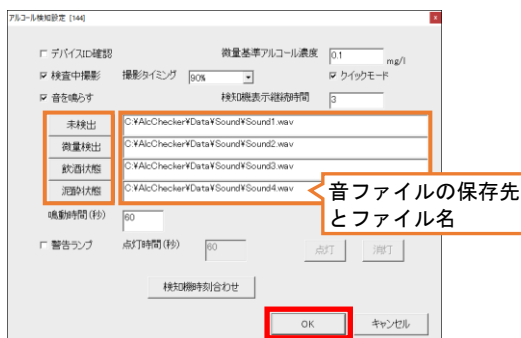 アルコール検知設定 [144]
デバイスID確認
微量基準アルコール濃度 0.1 mg/l
検査中撮影 撮影タイミング 90% クイックモード
音を鳴らす 検知機表示継続時間 3
未検出 C:¥AlcChecker¥Data¥Sound¥Sound1.wav
微量検出 C:¥AlcChecker¥Data¥Sound¥Sound2.wav
飲酒状態 C:¥AlcChecker¥Data¥Sound¥Sound3.wav
泥酔状態 C:¥AlcChecker¥Data¥Sound¥Sound4.wav
音ファイルの保存先
とファイル名
鳴動時間(秒) 60
警告ランプ 点灯時間(秒) 60 点灯 消灯
検知機時刻合わせ
OK キャンセル